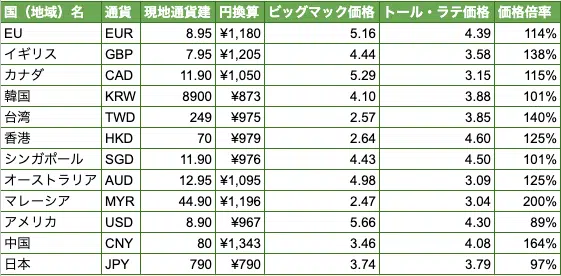 国（地域）名 通貨 現地通貨建 円換算 ビッグマック価格 トール・ラテ価格 価格倍率
EU EUR 8.95 ¥1,180 5.16 4.39 114%
イギリス GBP 7.95 ¥1,205 4.44 3.58 138%
カナダ CAD 11.90 ¥1,050 5.29 3.15 115%
韓国 KRW 8900 ¥873 4.10 3.88 101%
台湾 TWD 249 ¥975 2.57 3.85 140%
香港 HKD 70 ¥979 2.64 4.60 125%
シンガポール SGD 11.90 ¥976 4.43 4.50 101%
オーストラリア AUD 12.95 ¥1,095 4.98 3.09 125%
マレーシア MYR 44.90 ¥1,196 2.47 3.04 200%
アメリカ USD 8.90 ¥967 5.66 4.30 89%
中国 CNY 80 ¥1,343 3.46 4.08 164%
日本 JPY 790 ¥790 3.74 3.79 97%